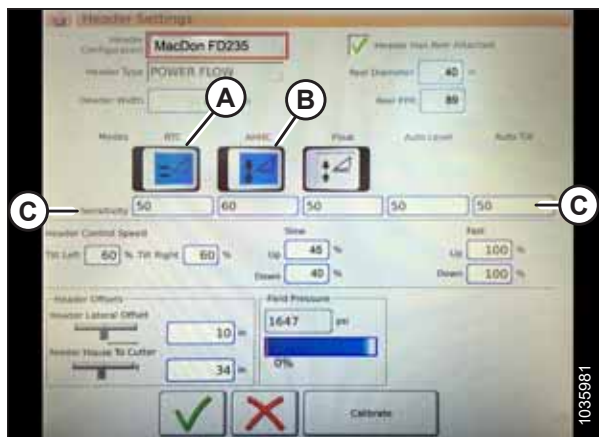 Header Settings
Header Configuration MacDon FD235
Header Has Reel Attached
Header Type POWER FLOW
Reel Diameter 40 in
Header Width
Reel PPR 89
A
B
Modes RTC AHHC Float Auto Level Auto Tilt
C Sensitivity 50 60 50 50 50 C
Header Control Speed
Slow
Fast
Tilt Left 60 % Tilt Right 60 %
Up 45 %
Up 100 %
Down 40 %
Down 100 %
Header Offsets
Header Lateral Offset
10
Header House To Cutter
34
Field Pressure
1647 psi
0%
Calibrate
1035981